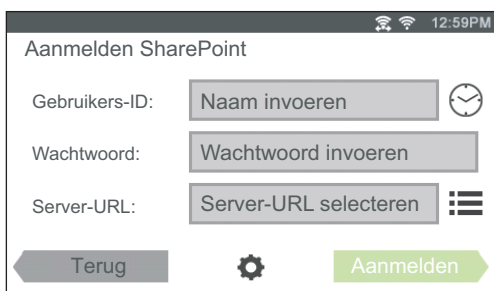 12:59PM
Aanmelden SharePoint
Gebruikers-ID: Naam invoeren
Wachtwoord: Wachtwoord invoeren
Server-URL: Server-URL selecteren
Terug Aanmelden